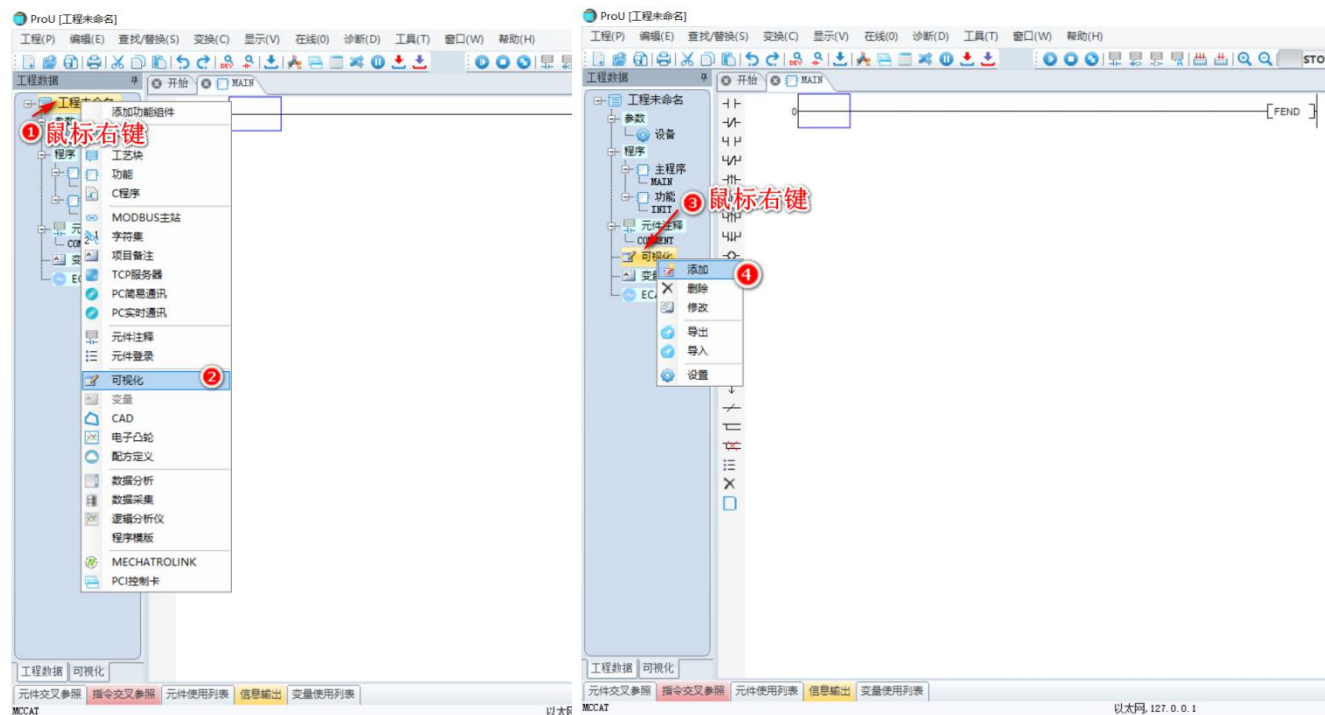 ProU [工程未命名]
工程(P) 编辑(E) 查找/替换(S) 变换(C) 显示(V) 在线(O) 诊断(D) 工具(T) 窗口(W) 帮助(H)
工程数据
开始
MAIN
添加功能组件
❶鼠标右键
程序
工艺块
功能
C程序
MODBUS主站
字符集
项目备注
TCP服务器
PC简易通讯
PC实时通讯
元件注释
元件登录
可视化 ❷
变量
CAD
电子凸轮
配方定义
数据分析
数据采集
逻辑分析仪
程序模版
MECHATROLINK
PCI控制卡
工程数据 可视化
元件交叉参照 指令交叉参照 元件使用列表 信息输出 变量使用列表
MCCAT
ProU [工程未命名]
工程(P) 编辑(E) 查找/替换(S) 变换(C) 显示(V) 在线(O) 诊断(D) 工具(T) 窗口(W) 帮助(H)
STO
工程数据
开始
MAIN
工程未命名
0
FEND
参数
设备
程序
主程序
MAIN
功能
INIT
❸鼠标右键
元件注释
COMMENT
可视化
添加 ❹
删除
修改
导出
导入
设置
工程数据 可视化
元件交叉参照 指令交叉参照 元件使用列表 信息输出 变量使用列表
MCCAT
以太网, 127.0.0.1